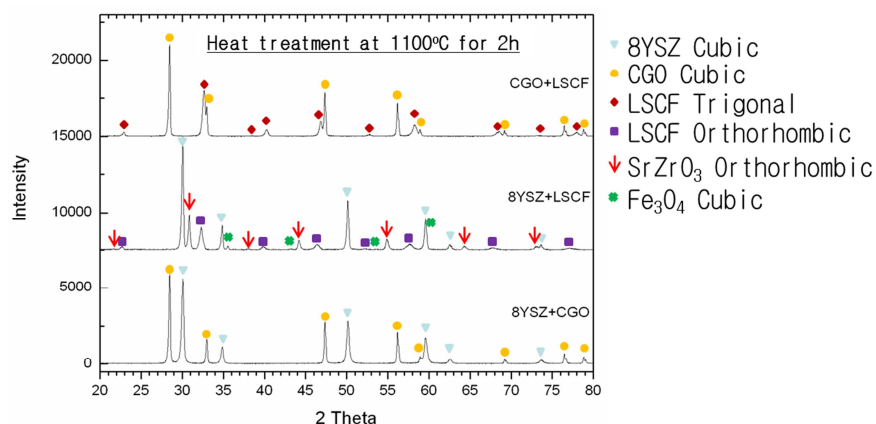 Heat treatment at 1100ºC for 2h
20000
15000
10000
5000
0
Intensity
CGO+LSCF
8YSZ+LSCF
8YSZ+CGO
20 25 30 35 40 45 50 55 60 65 70 75 80
2 Theta
8YSZ Cubic
CGO Cubic
LSCF Trigonal
LSCF Orthorhombic
SrZrO₃ Orthorhombic
Fe₃O₄ Cubic